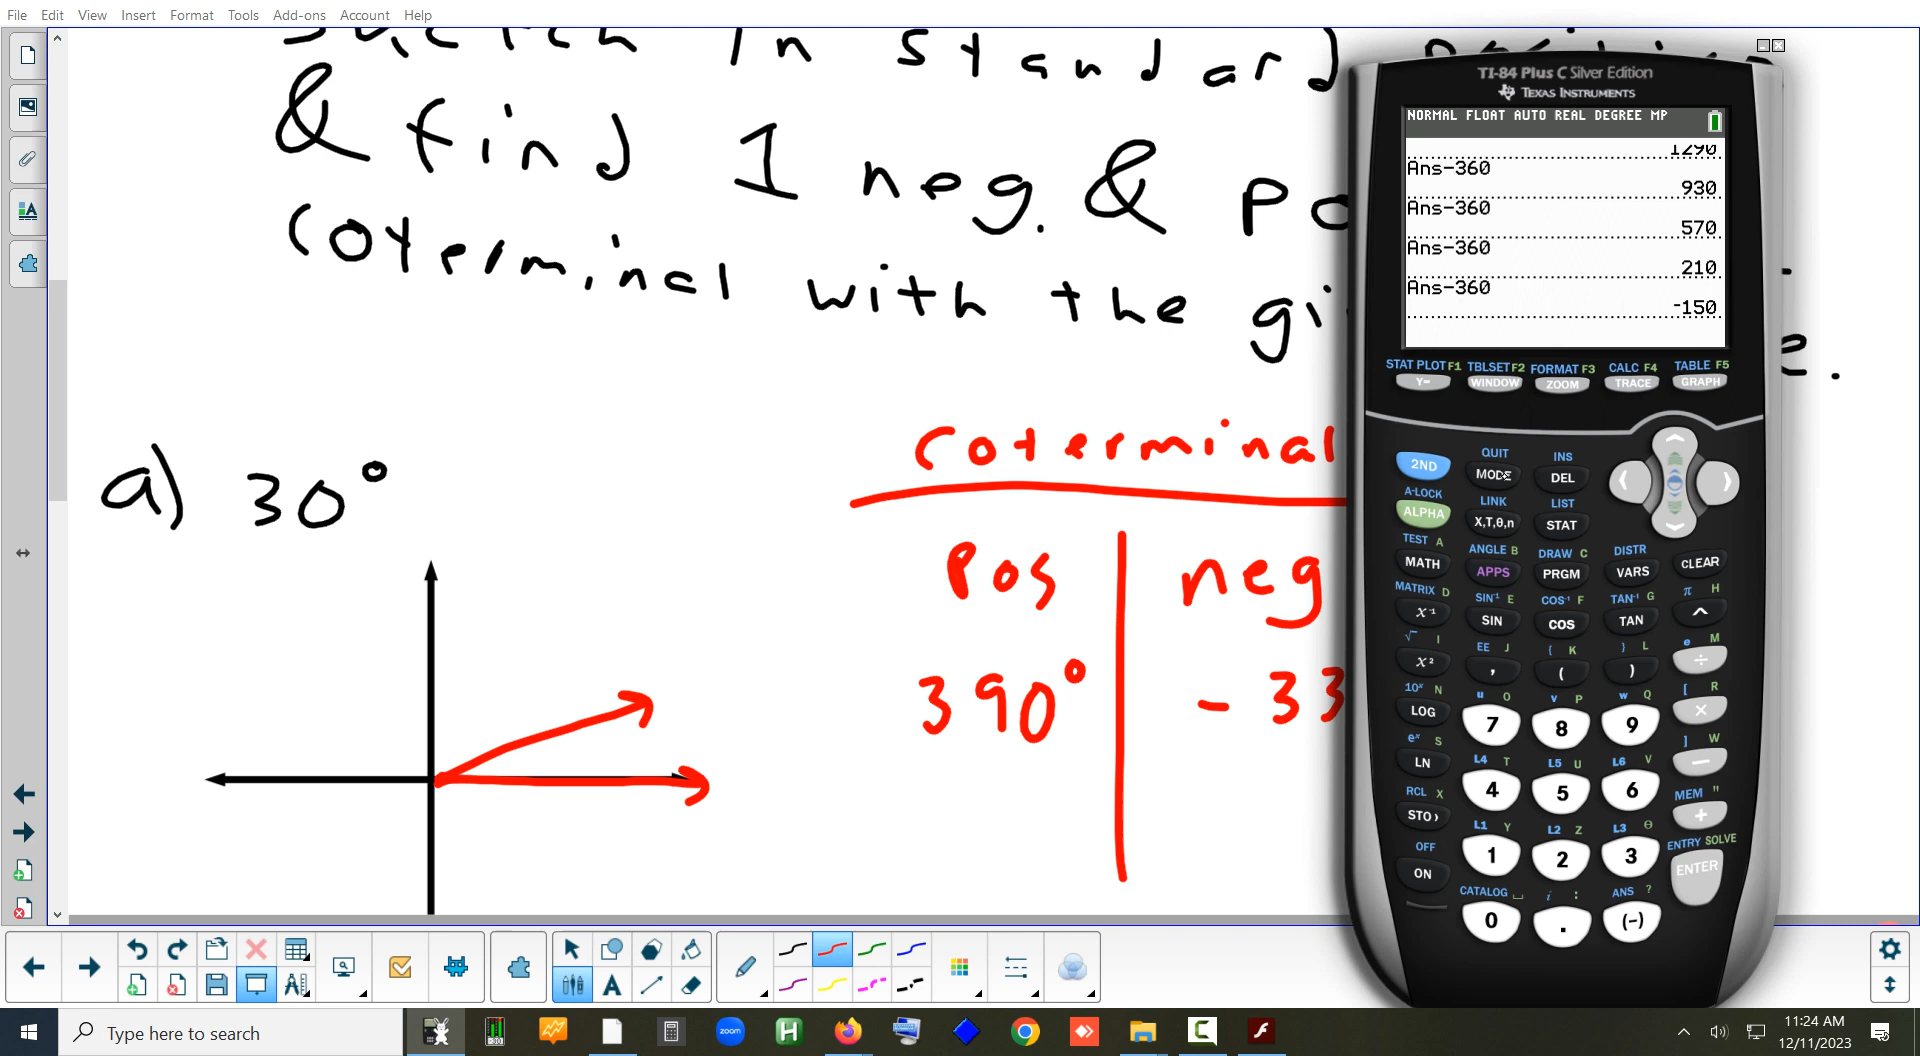 File Edit View Insert Format Tools Add-ons Account Help
in standard
& find 1 neg. &
coterminal with the
a) 30°
coterminal
Pos neg
390° -33
TI-84 Plus C Silver Edition
TEXAS INSTRUMENTS
NORMAL FLOAT AUTO REAL DEGREE MP
1290
Ans-360
930
Ans-360
570
Ans-360
210
Ans-360
-150
STAT PLOT F1 TBLSET F2 FORMAT F3 CALC F4 TABLE F5
Y= WINDOW ZOOM TRACE GRAPH
QUIT INS
2ND MODE DEL
A-LOCK LINK LIST
ALPHA X,T,θ,n STAT
TEST A ANGLE B DRAW C DISTR
MATH APPS PRGM VARS CLEAR
MATRIX D SIN⁻¹ E COS⁻¹ F TAN⁻¹ G π H
x⁻¹ SIN COS TAN ^
√ I EE J { K } L e M
x² , ( ) ÷
10ˣ N u O v P w Q [ R
LOG 7 8 9 ×
eˣ S L4 T L5 U L6 V ] W
LN 4 5 6 −
RCL X L1 Y L2 Z L3 θ MEM "
STO› 1 2 3 +
OFF CATALOG ⎵ i : ANS ? ENTRY SOLVE
ON 0 . (-) ENTER
Type here to search
zoom
11:24 AM
12/11/2023